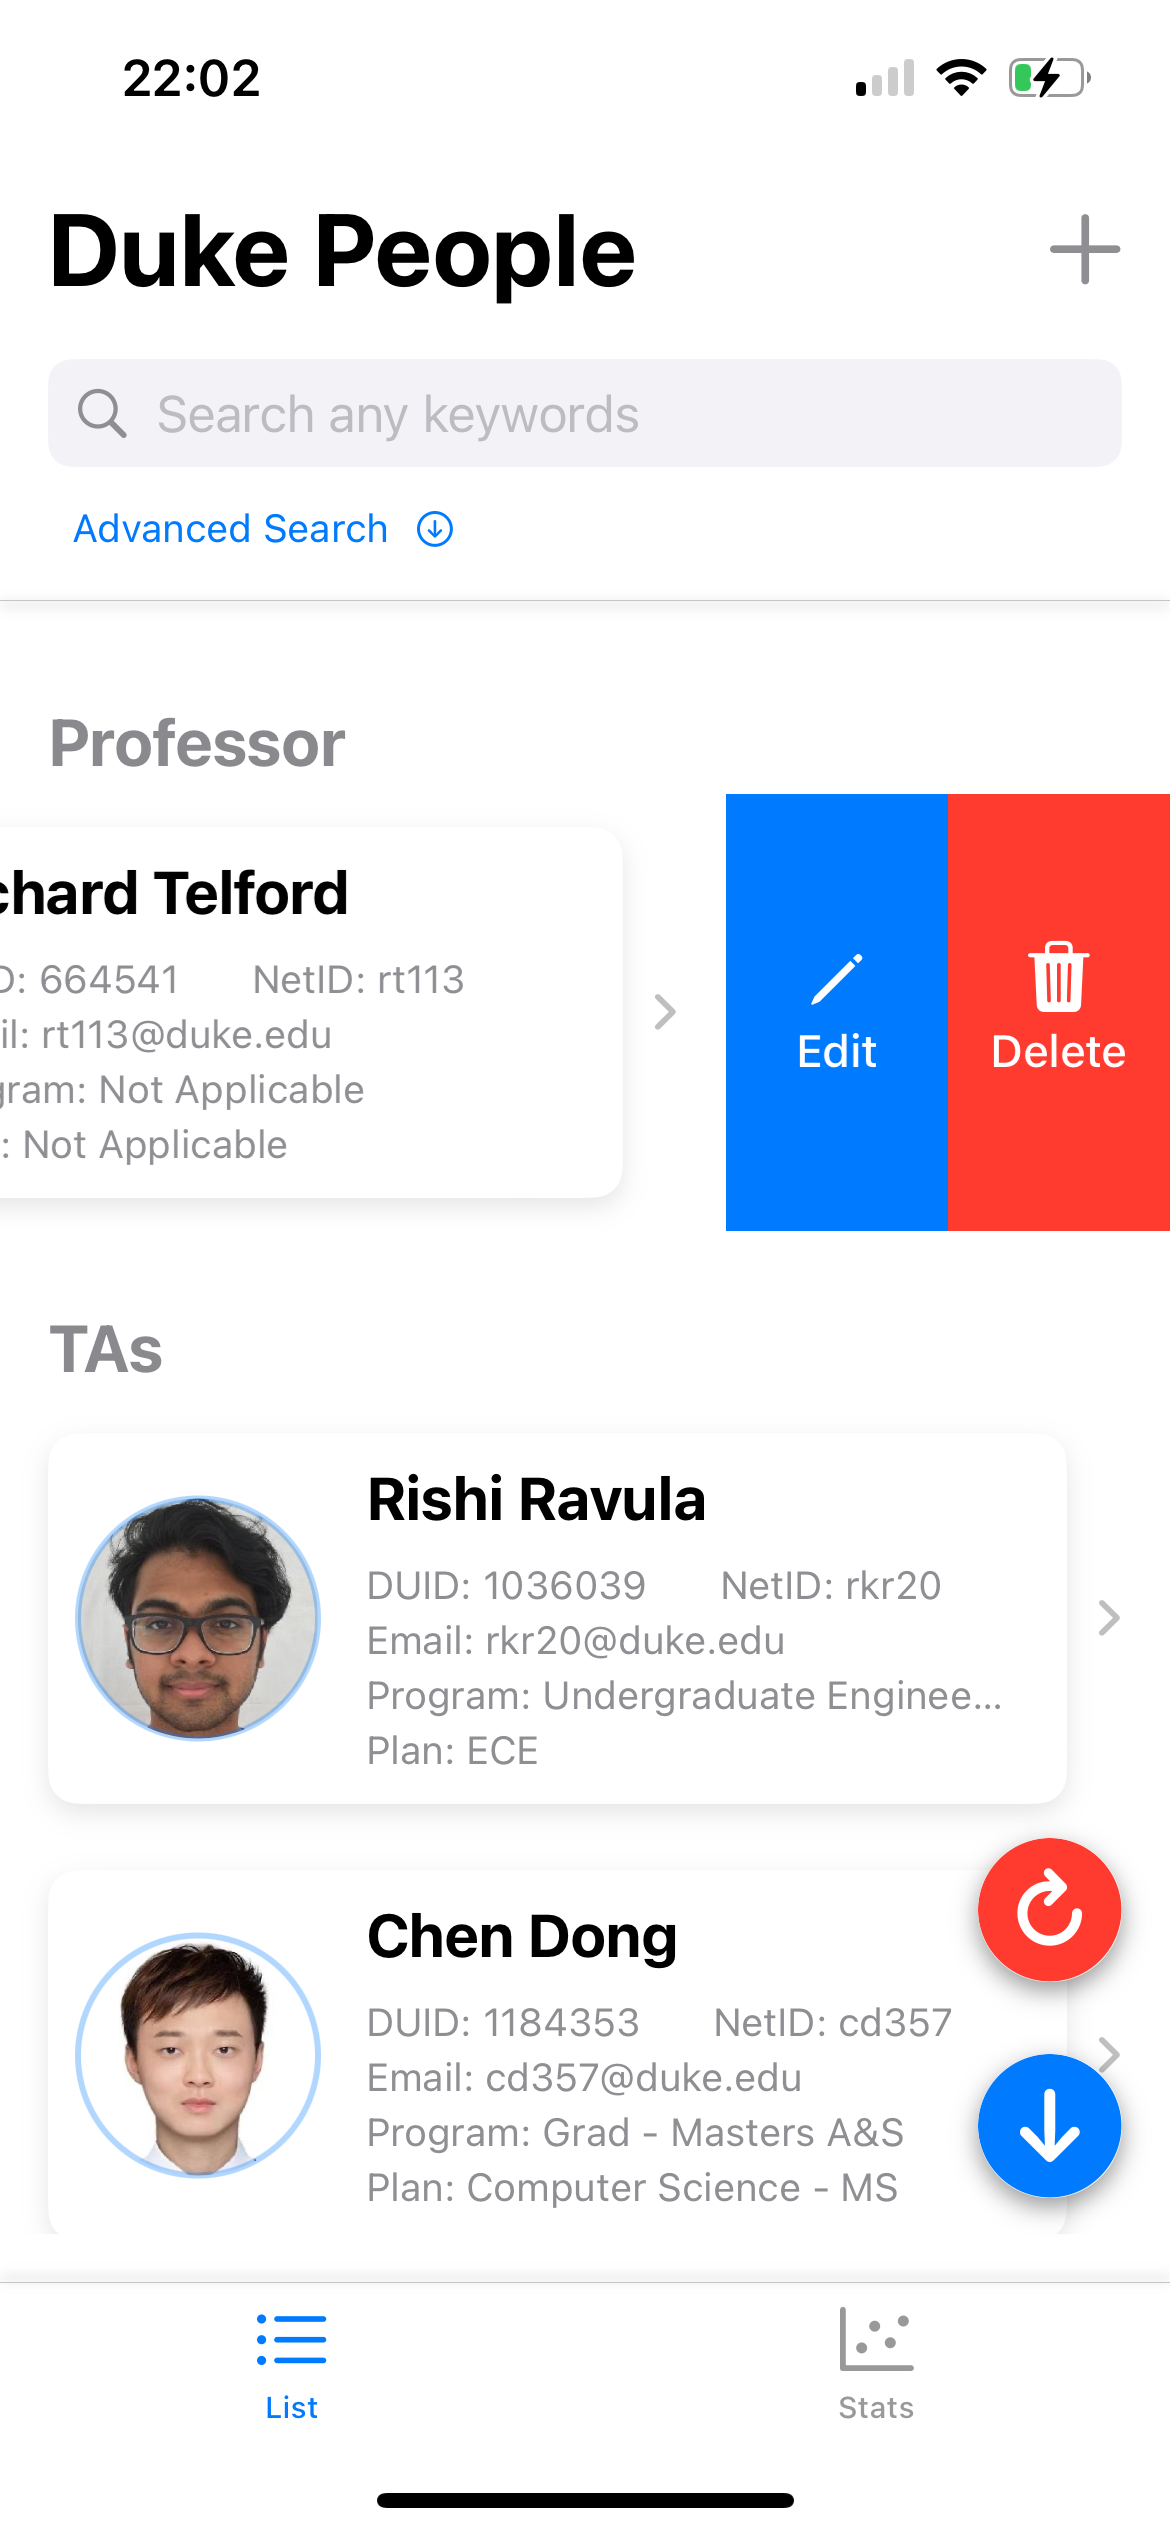 22:02
Duke People
Search any keywords
Advanced Search
Professor
chard Telford
D: 664541 NetID: rt113
il: rt113@duke.edu
gram: Not Applicable
: Not Applicable
Edit
Delete
TAs
Rishi Ravula
DUID: 1036039 NetID: rkr20
Email: rkr20@duke.edu
Program: Undergraduate Enginee...
Plan: ECE
Chen Dong
DUID: 1184353 NetID: cd357
Email: cd357@duke.edu
Program: Grad - Masters A&S
Plan: Computer Science - MS
List
Stats